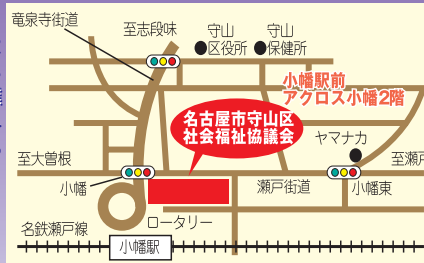 竜泉寺街道
至志段味
守山
区役所
守山
保健所
小幡駅前
アクロス小幡2階
名古屋市守山区
社会福祉協議会
ヤマナカ
至大曽根
至瀬戸
小幡
瀬戸街道
小幡東
ロータリー
名鉄瀬戸線
小幡駅